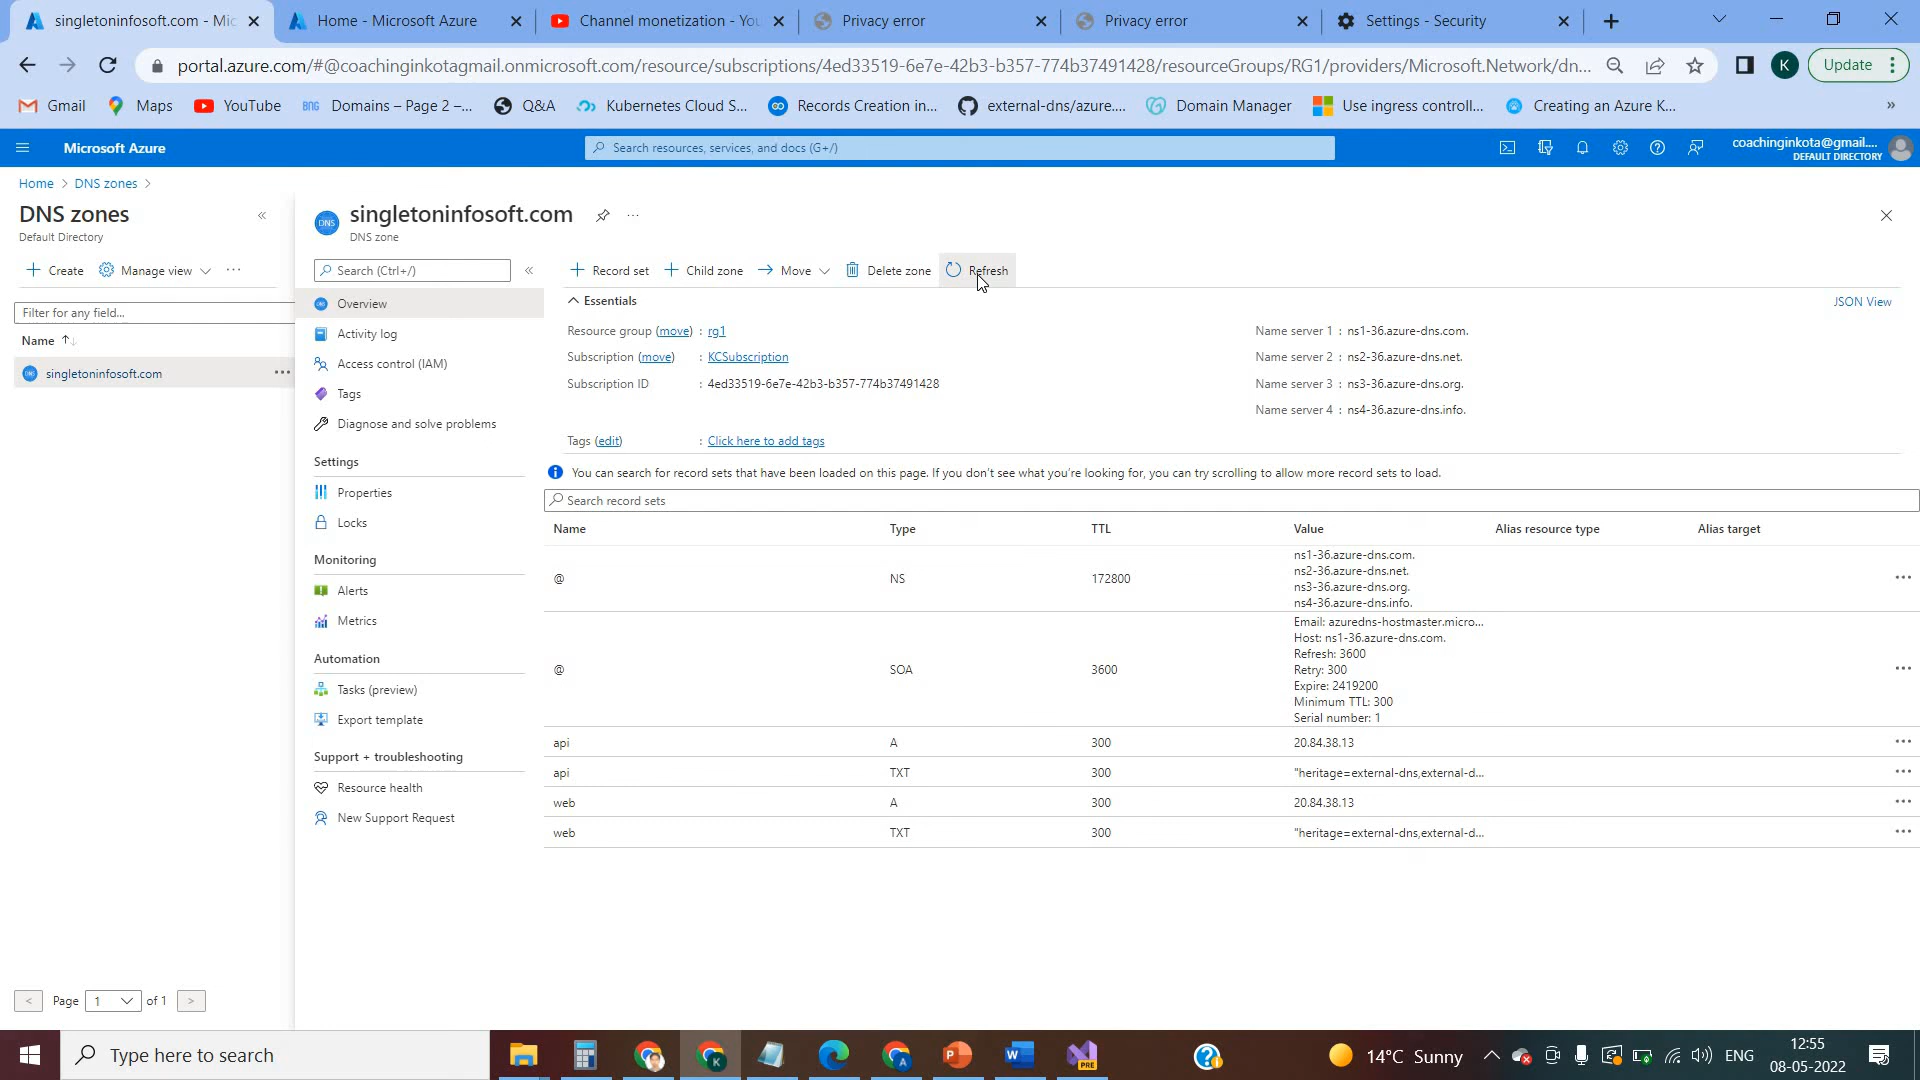 singletoninfosoft.com - Mic
Home - Microsoft Azure
Channel monetization - You
Privacy error
Privacy error
Settings - Security
portal.azure.com/#@coachinginkotagmail.onmicrosoft.com/resource/subscriptions/4ed33519-6e7e-42b3-b357-774b37491428/resourceGroups/RG1/providers/Microsoft.Network/dn...
K
Update
Gmail
Maps
YouTube
BNG
Domains – Page 2 –...
Q&A
Kubernetes Cloud S...
Records Creation in...
external-dns/azure....
Domain Manager
Use ingress controll...
Creating an Azure K...
»
Microsoft Azure
Search resources, services, and docs (G+/)
coachinginkota@gmail....
DEFAULT DIRECTORY
Home > DNS zones >
DNS zones
Default Directory
Create
Manage view
Filter for any field...
Name
singletoninfosoft.com
Page 1 of 1
DNS
singletoninfosoft.com
DNS zone
Search (Ctrl+/)
Overview
Activity log
Access control (IAM)
Tags
Diagnose and solve problems
Settings
Properties
Locks
Monitoring
Alerts
Metrics
Automation
Tasks (preview)
Export template
Support + troubleshooting
Resource health
New Support Request
Record set
Child zone
Move
Delete zone
Refresh
Essentials
JSON View
Resource group (move) : rg1
Subscription (move) : KCSubscription
Subscription ID : 4ed33519-6e7e-42b3-b357-774b37491428
Tags (edit) : Click here to add tags
Name server 1 : ns1-36.azure-dns.com.
Name server 2 : ns2-36.azure-dns.net.
Name server 3 : ns3-36.azure-dns.org.
Name server 4 : ns4-36.azure-dns.info.
You can search for record sets that have been loaded on this page. If you don't see what you're looking for, you can try scrolling to allow more record sets to load.
Search record sets
Name Type TTL Value Alias resource type Alias target
@ NS 172800 ns1-36.azure-dns.com.
ns2-36.azure-dns.net.
ns3-36.azure-dns.org.
ns4-36.azure-dns.info.
@ SOA 3600 Email: azuredns-hostmaster.micro...
Host: ns1-36.azure-dns.com.
Refresh: 3600
Retry: 300
Expire: 2419200
Minimum TTL: 300
Serial number: 1
api A 300 20.84.38.13
api TXT 300 "heritage=external-dns,external-d...
web A 300 20.84.38.13
web TXT 300 "heritage=external-dns,external-d...
Type here to search
14°C Sunny
ENG
12:55
08-05-2022